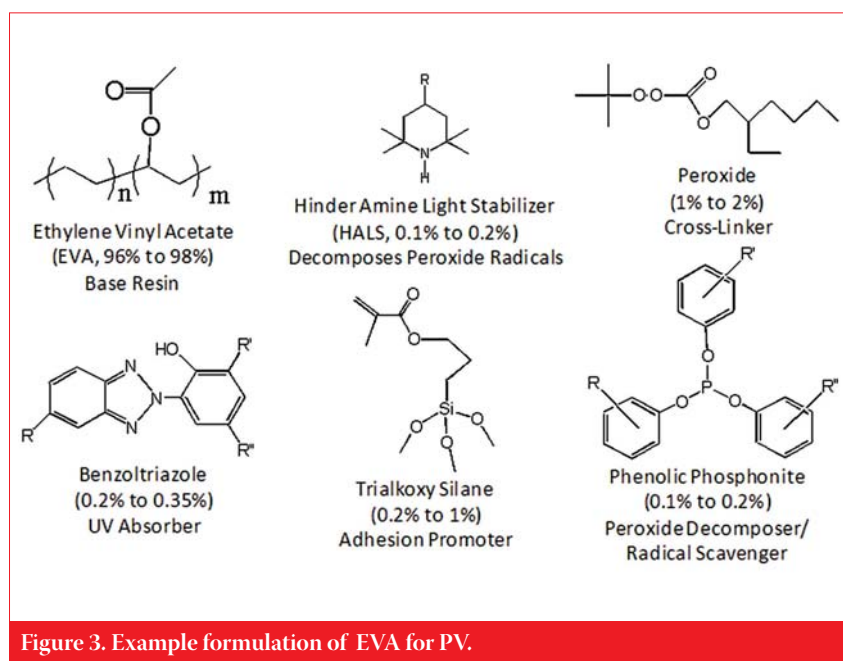 O
O
n
m
Ethylene Vinyl Acetate
(EVA, 96% to 98%)
Base Resin
R
N
H
Hinder Amine Light Stabilizer
(HALS, 0.1% to 0.2%)
Decomposes Peroxide Radicals
O
O
O
O
Peroxide
(1% to 2%)
Cross-Linker
HO
R'
N
N
N
R
R"
Benzoltriazole
(0.2% to 0.35%)
UV Absorber
O
O
Si
O
O
O
Trialkoxy Silane
(0.2% to 1%)
Adhesion Promoter
R'
O
R
P
R"
O
O
Phenolic Phosphonite
(0.1% to 0.2%)
Peroxide Decomposer/
Radical Scavenger
Figure 3. Example formulation of EVA for PV.